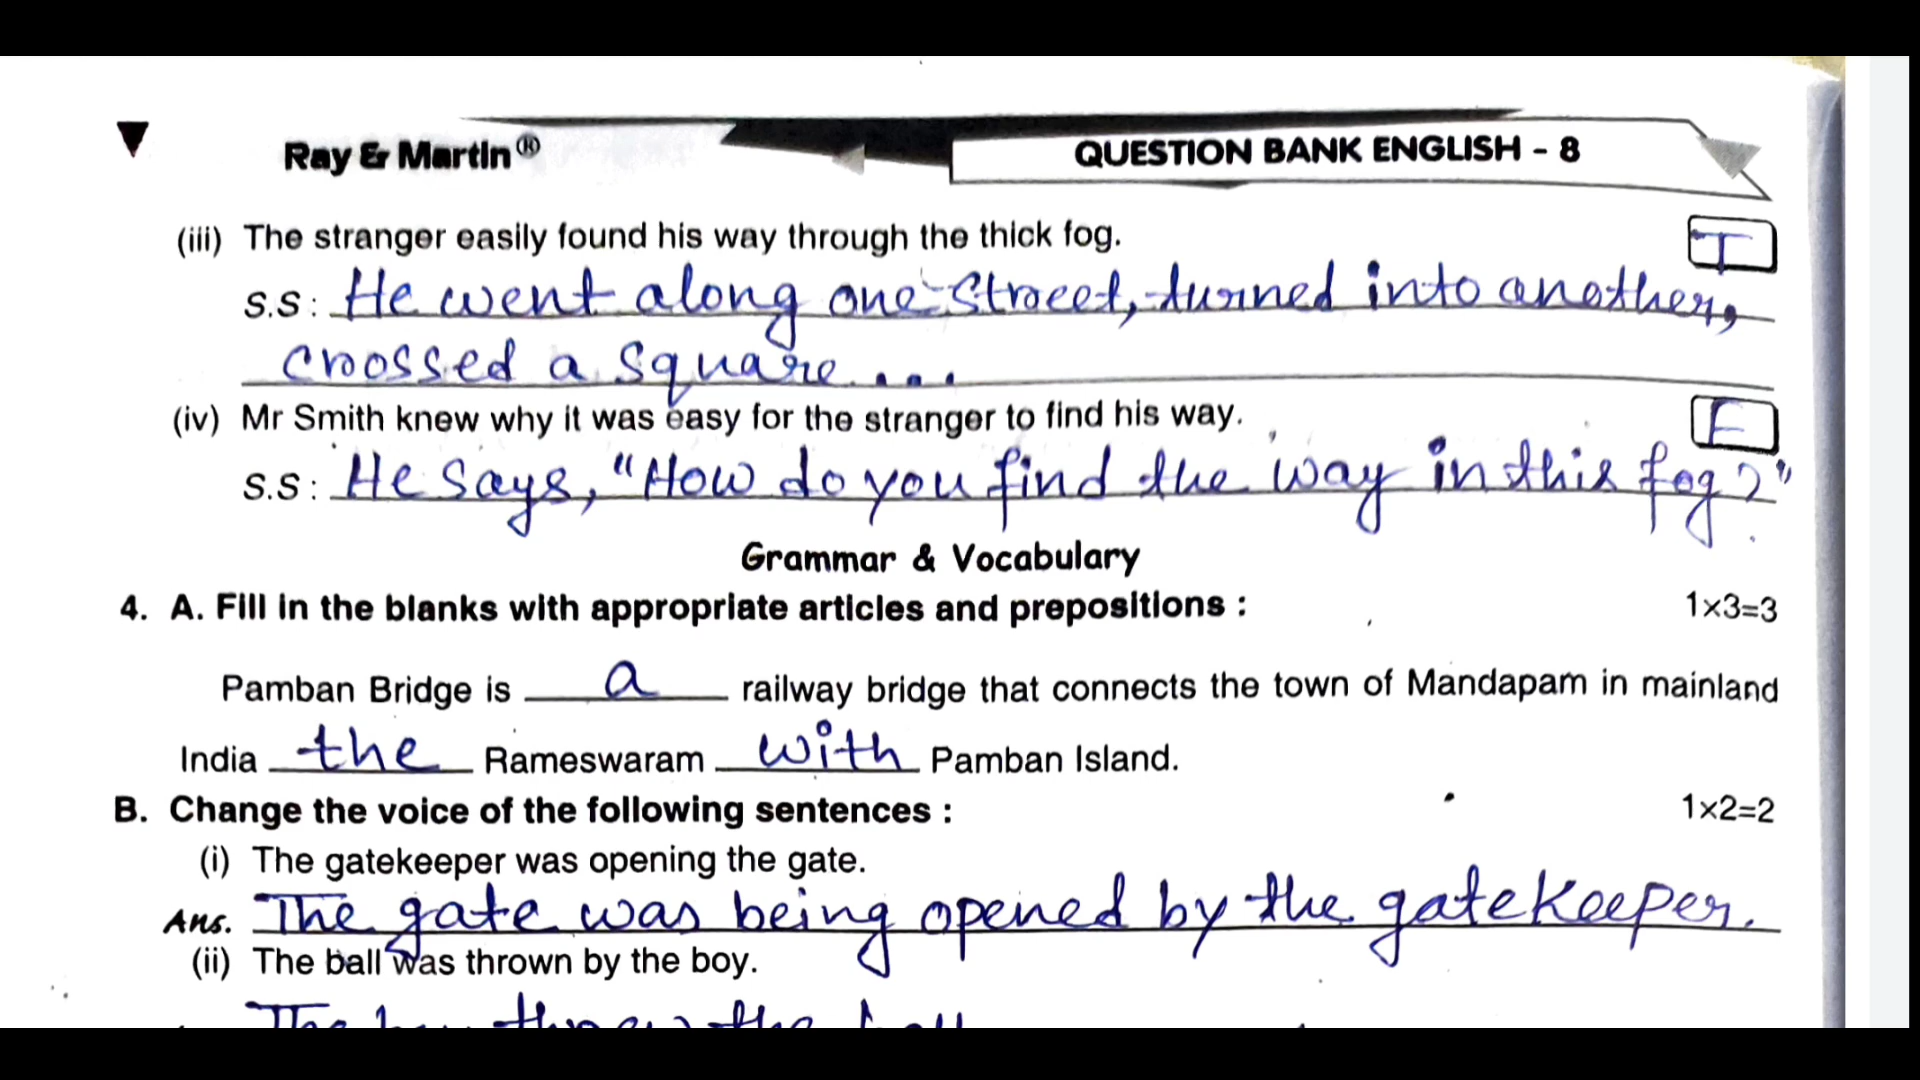 Ray & Martin®
QUESTION BANK ENGLISH - 8
(iii) The stranger easily found his way through the thick fog. T
S.S : He went along one street, turned into another,
crossed a square....
(iv) Mr Smith knew why it was easy for the stranger to find his way. F
S.S : He says, "How do you find the way in this fog?"
Grammar & Vocabulary
4. A. Fill in the blanks with appropriate articles and prepositions : 1×3=3
Pamban Bridge is a railway bridge that connects the town of Mandapam in mainland
India the Rameswaram with Pamban Island.
B. Change the voice of the following sentences : 1×2=2
(i) The gatekeeper was opening the gate.
Ans. The gate was being opened by the gatekeeper.
(ii) The ball was thrown by the boy.
The boy threw the ball